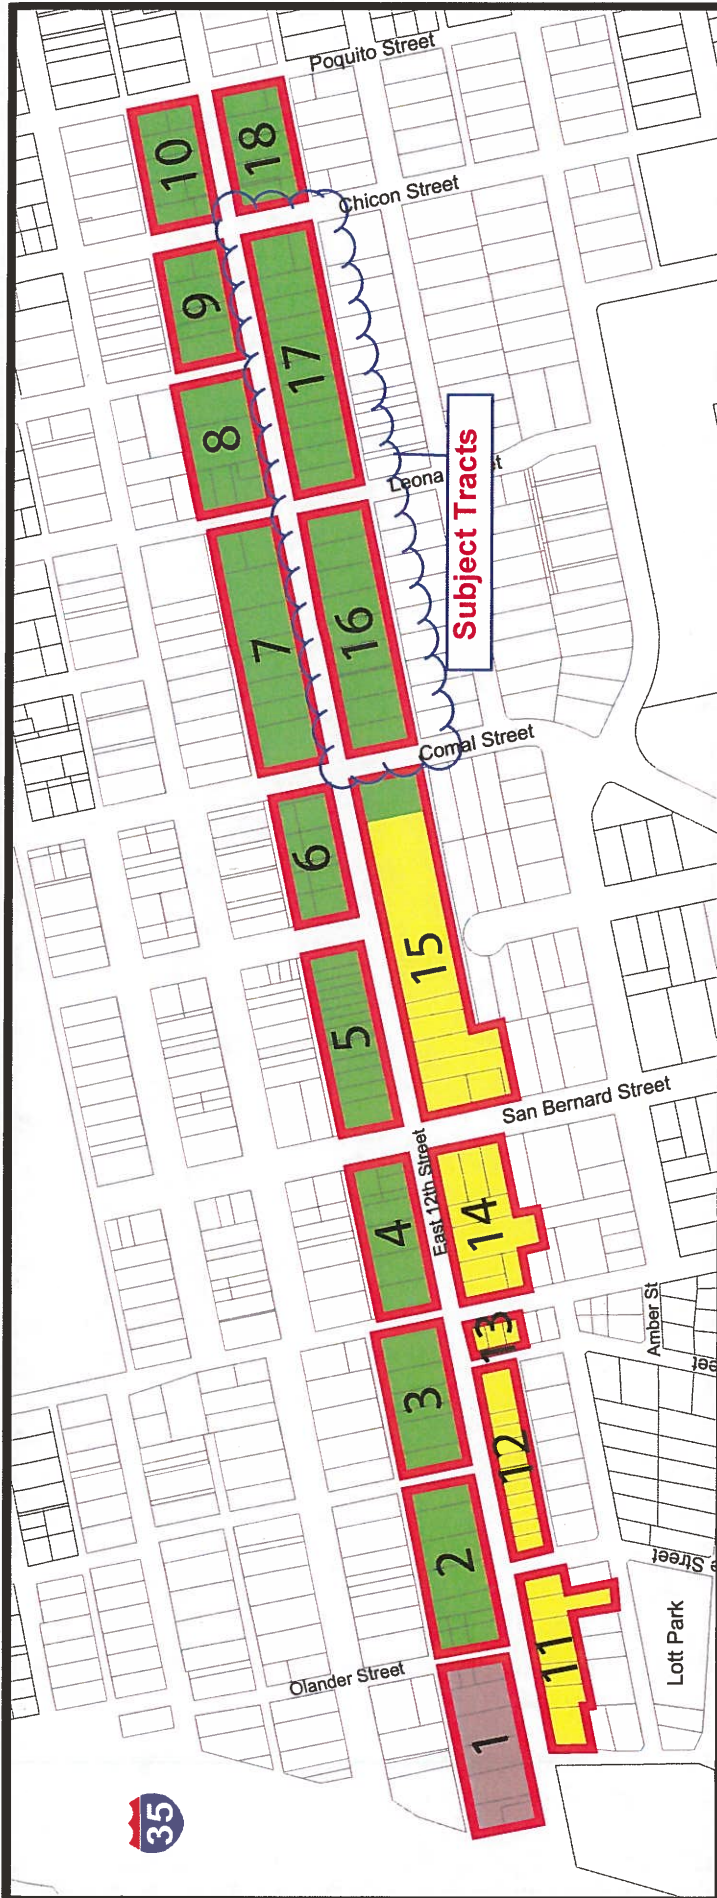 Poquito Street
10
18
Chicon Street
9
17
8
Leona
Subject Tracts
7
16
Comal Street
6
15
5
San Bernard Street
East 12th Street
4
14
13
Amber St
3
12
2
Street
Olander Street
11
Lott Park
1
35